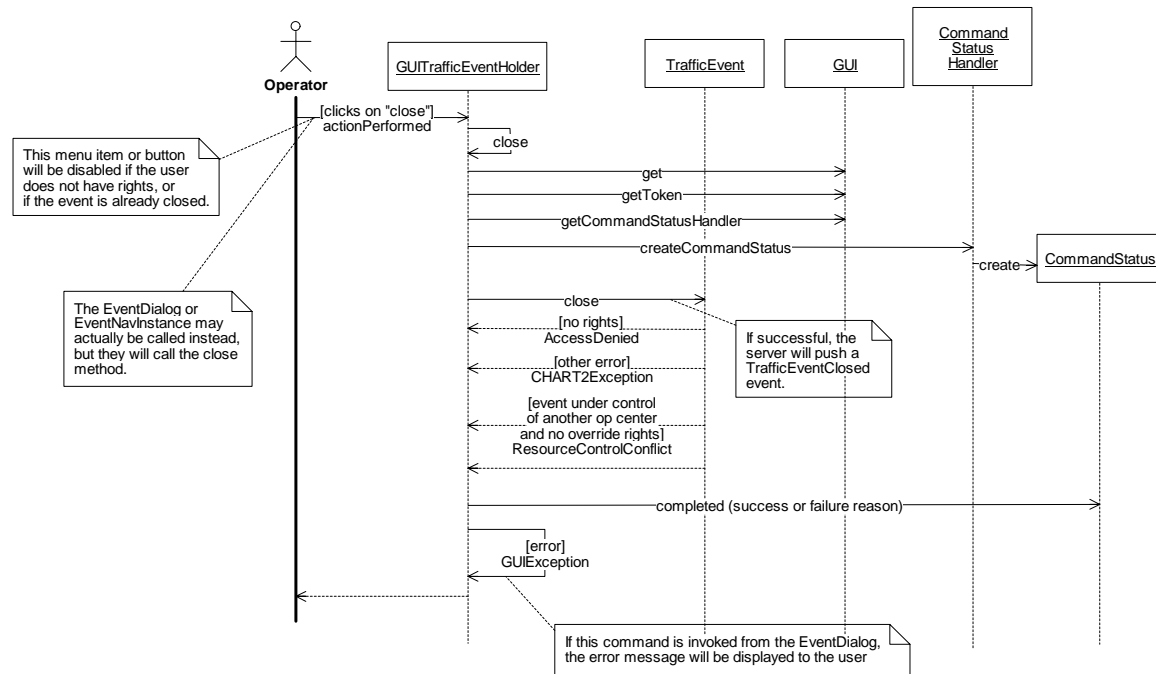 Command
Status
Handler
GUITrafficEventHolder
TrafficEvent
GUI
Operator
[clicks on "close"]
actionPerformed
close
This menu item or button
will be disabled if the user
does not have rights, or
if the event is already closed.
get
getToken
getCommandStatusHandler
createCommandStatus
create
CommandStatus
The EventDialog or
EventNavInstance may
actually be called instead,
but they will call the close
method.
close
[no rights]
AccessDenied
If successful, the
server will push a
TrafficEventClosed
event.
[other error]
CHART2Exception
[event under control
of another op center
and no override rights]
ResourceControlConflict
completed (success or failure reason)
[error]
GUIException
If this command is invoked from the EventDialog,
the error message will be displayed to the user